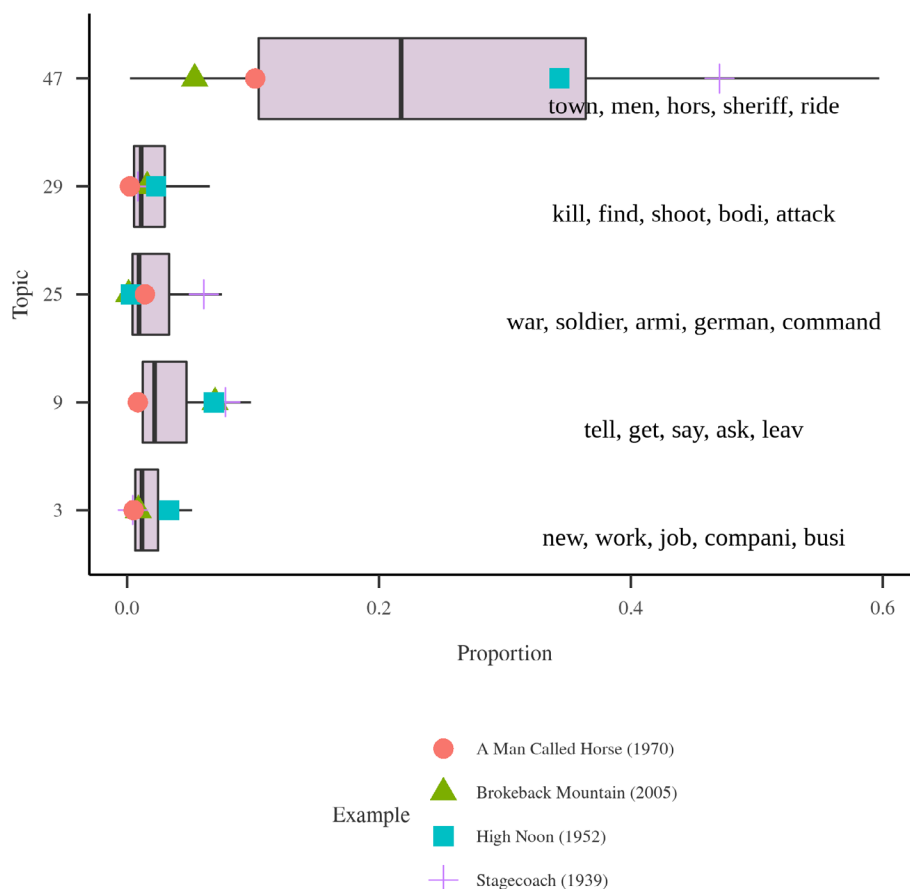 47
town, men, hors, sheriff, ride
29
kill, find, shoot, bodi, attack
Topic
25
war, soldier, armi, german, command
9
tell, get, say, ask, leav
3
new, work, job, compani, busi
0.0 0.2 0.4 0.6
Proportion
A Man Called Horse (1970)
Brokeback Mountain (2005)
Example
High Noon (1952)
Stagecoach (1939)